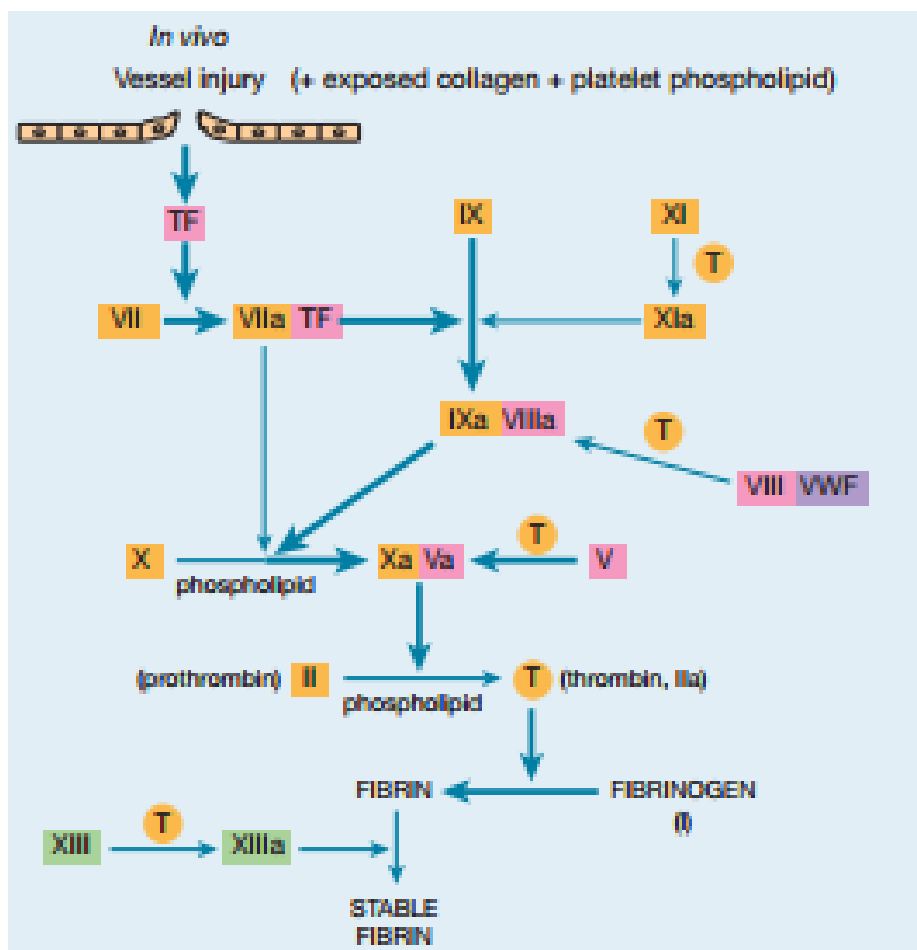 In vivo
Vessel injury (+ exposed collagen + platelet phospholipid)
TF
IX
XI
T
VII
VIIa TF
XIa
IXa VIIIa
T
VIII VWF
T
X
phospholipid
Xa Va
V
(prothrombin) II
phospholipid
T (thrombin, IIa)
FIBRIN
FIBRINOGEN
(I)
T
XIII
XIIIa
STABLE
FIBRIN